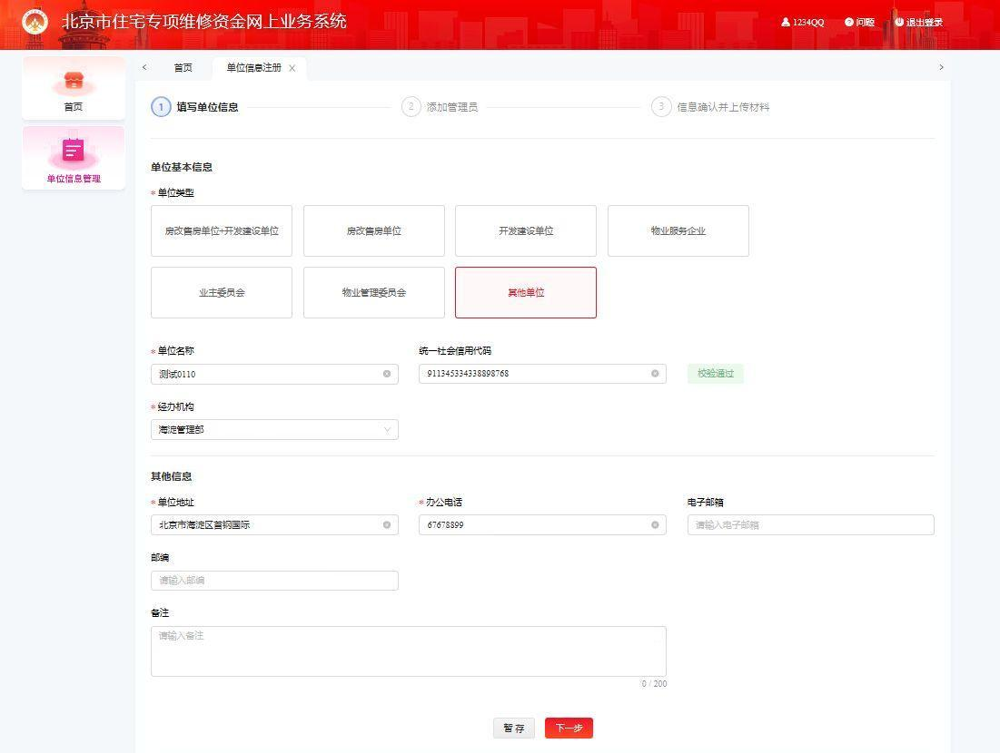 北京市住宅专项维修资金网上业务系统
1234QQ 问题 退出登录
首页 单位信息注册
首页
单位信息管理
1 填写单位信息 2 添加管理员 3 信息确认并上传材料
单位基本信息
* 单位类型
房改售房单位+开发建设单位 房改售房单位 开发建设单位 物业服务企业
业主委员会 物业管理委员会 其他单位
* 单位名称 统一社会信用代码
测试0110 911345334338898768 校验通过
* 经办机构
海淀管理部
其他信息
* 单位地址 * 办公电话 电子邮箱
北京市海淀区首钢国际 67678899 请输入电子邮箱
邮编
请输入邮编
备注
请输入备注
0 / 200
暂 存 下一步